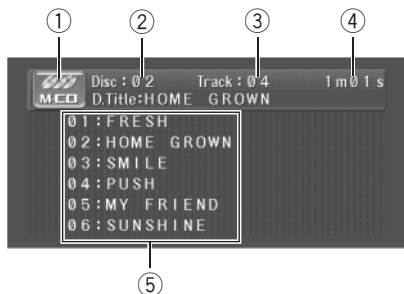 ① ② ③ ④
M-CD Disc:02 Track:04 1m01s
D.Title:HOME GROWN
01:FRESH
02:HOME GROWN
03:SMILE
04:PUSH
05:MY FRIEND
06:SUNSHINE
⑤